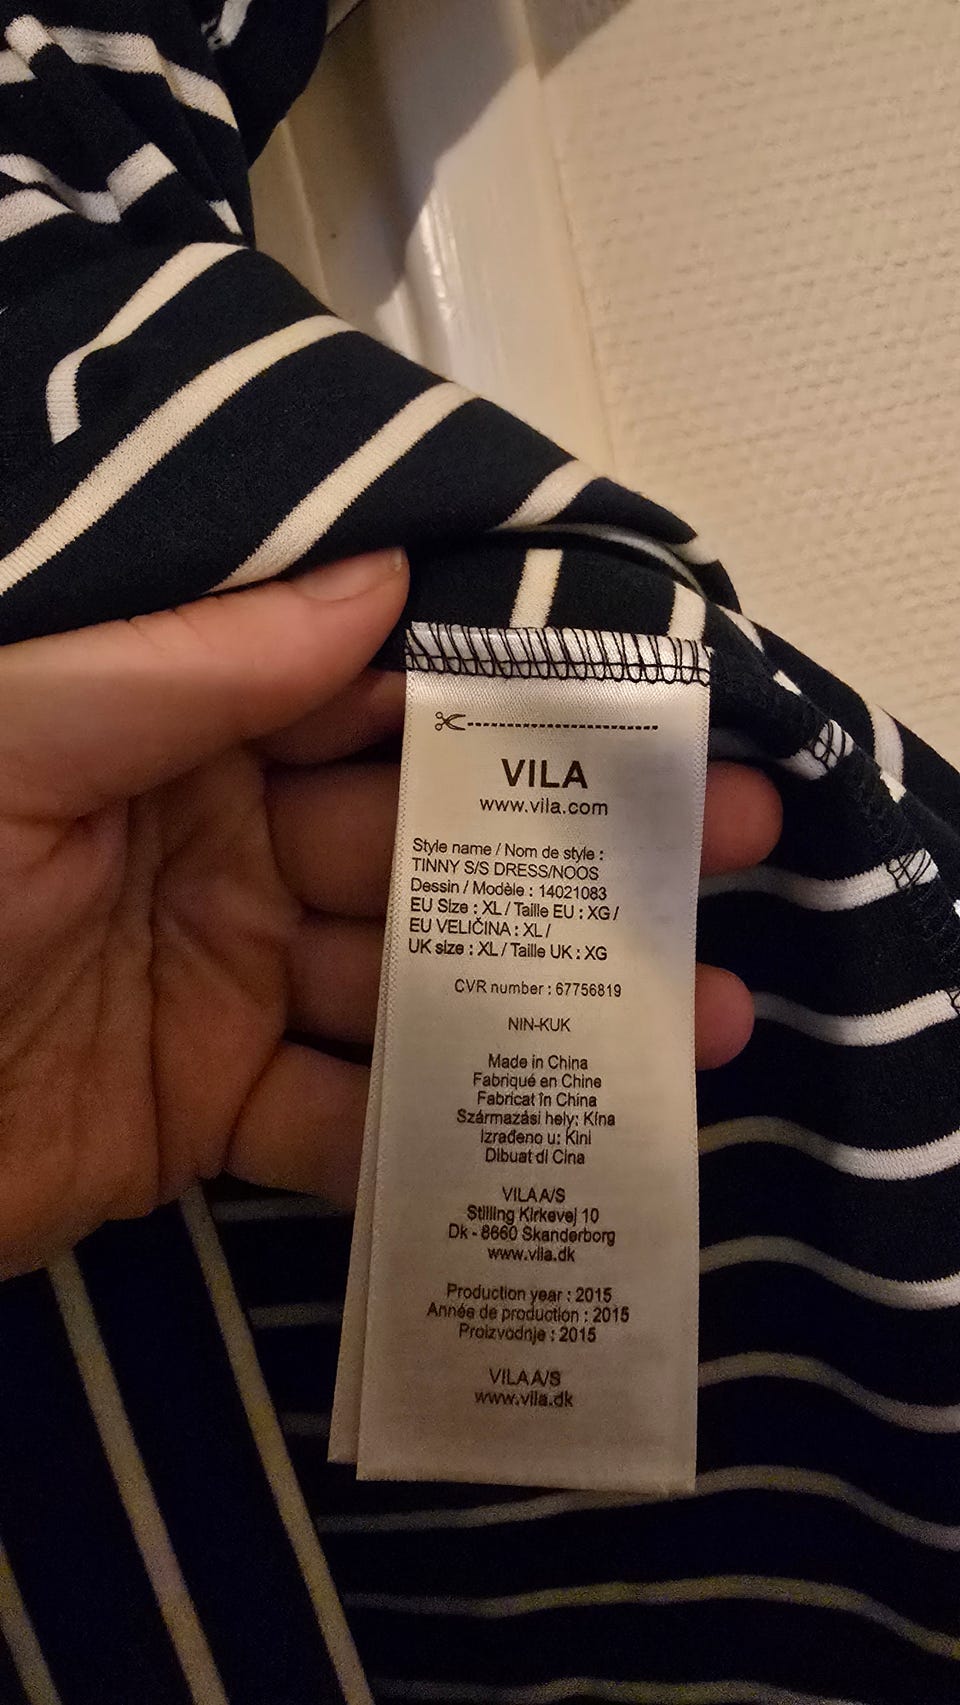 VILA
www.vila.com
Style name / Nom de style :
TINNY S/S DRESS/NOOS
Dessin / Modèle : 14021083
EU Size : XL / Taille EU : XG /
EU VELIČINA : XL /
UK size : XL / Taille UK : XG
CVR number : 67756819
NIN-KUK
Made in China
Fabriqué en Chine
Fabricat în China
Származási hely: Kína
Izrađeno u: Kini
Dibuat di Cina
VILA A/S
Stilling Kirkevej 10
Dk - 8660 Skanderborg
www.vila.dk
Production year : 2015
Année de production : 2015
Proizvodnje : 2015
VILA A/S
www.vila.dk